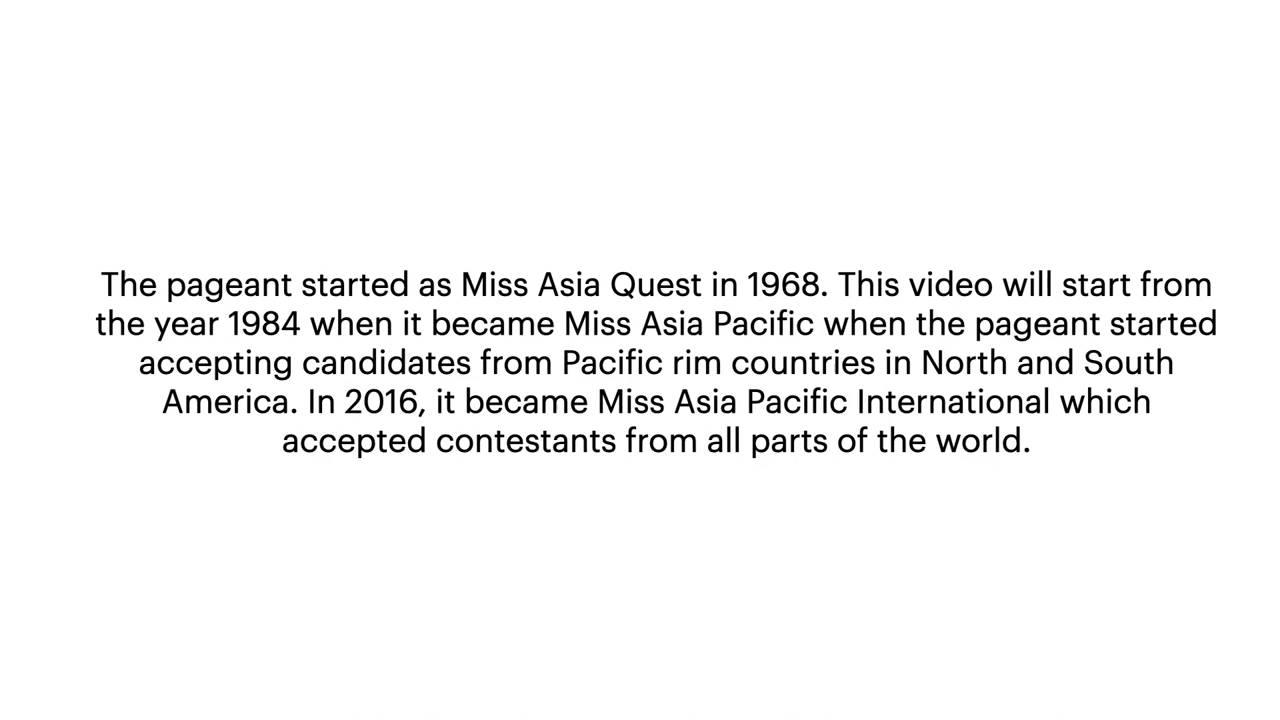 The pageant started as Miss Asia Quest in 1968. This video will start from
the year 1984 when it became Miss Asia Pacific when the pageant started
accepting candidates from Pacific rim countries in North and South
America. In 2016, it became Miss Asia Pacific International which
accepted contestants from all parts of the world.